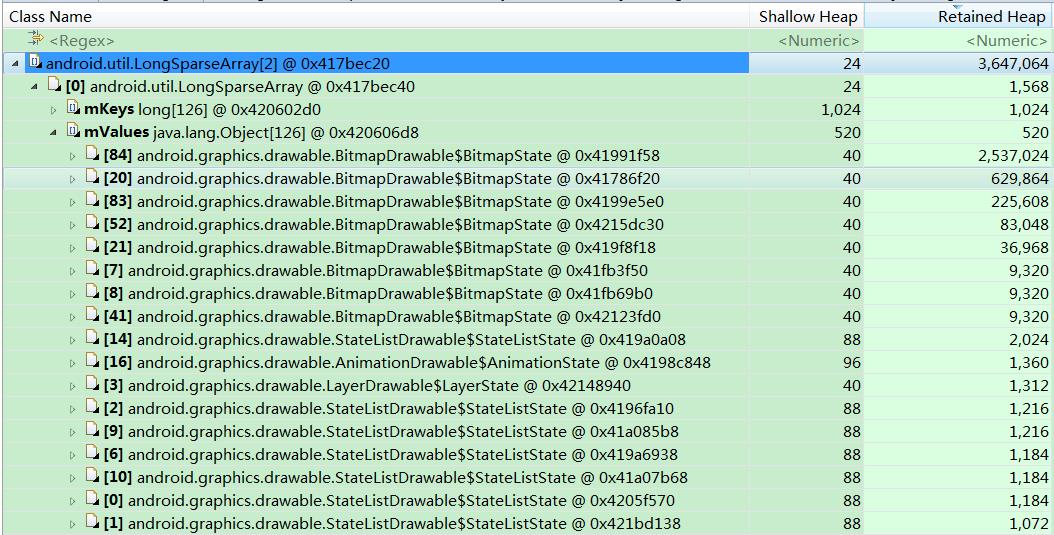 Class Name Shallow Heap Retained Heap
<Regex> <Numeric> <Numeric>
android.util.LongSparseArray[2] @ 0x417bec20 24 3,647,064
[0] android.util.LongSparseArray @ 0x417bec40 24 1,568
mKeys long[126] @ 0x420602d0 1,024 1,024
mValues java.lang.Object[126] @ 0x420606d8 520 520
[84] android.graphics.drawable.BitmapDrawable$BitmapState @ 0x41991f58 40 2,537,024
[20] android.graphics.drawable.BitmapDrawable$BitmapState @ 0x41786f20 40 629,864
[83] android.graphics.drawable.BitmapDrawable$BitmapState @ 0x4199e5e0 40 225,608
[52] android.graphics.drawable.BitmapDrawable$BitmapState @ 0x4215dc30 40 83,048
[21] android.graphics.drawable.BitmapDrawable$BitmapState @ 0x419f8f18 40 36,968
[7] android.graphics.drawable.BitmapDrawable$BitmapState @ 0x41fb3f50 40 9,320
[8] android.graphics.drawable.BitmapDrawable$BitmapState @ 0x41fb69b0 40 9,320
[41] android.graphics.drawable.BitmapDrawable$BitmapState @ 0x42123fd0 40 9,320
[14] android.graphics.drawable.StateListDrawable$StateListState @ 0x419a0a08 88 2,024
[16] android.graphics.drawable.AnimationDrawable$AnimationState @ 0x4198c848 96 1,360
[3] android.graphics.drawable.LayerDrawable$LayerState @ 0x42148940 40 1,312
[2] android.graphics.drawable.StateListDrawable$StateListState @ 0x4196fa10 88 1,216
[9] android.graphics.drawable.StateListDrawable$StateListState @ 0x41a085b8 88 1,216
[6] android.graphics.drawable.StateListDrawable$StateListState @ 0x419a6938 88 1,184
[10] android.graphics.drawable.StateListDrawable$StateListState @ 0x41a07b68 88 1,184
[0] android.graphics.drawable.StateListDrawable$StateListState @ 0x4205f570 88 1,184
[1] android.graphics.drawable.StateListDrawable$StateListState @ 0x421bd138 88 1,072